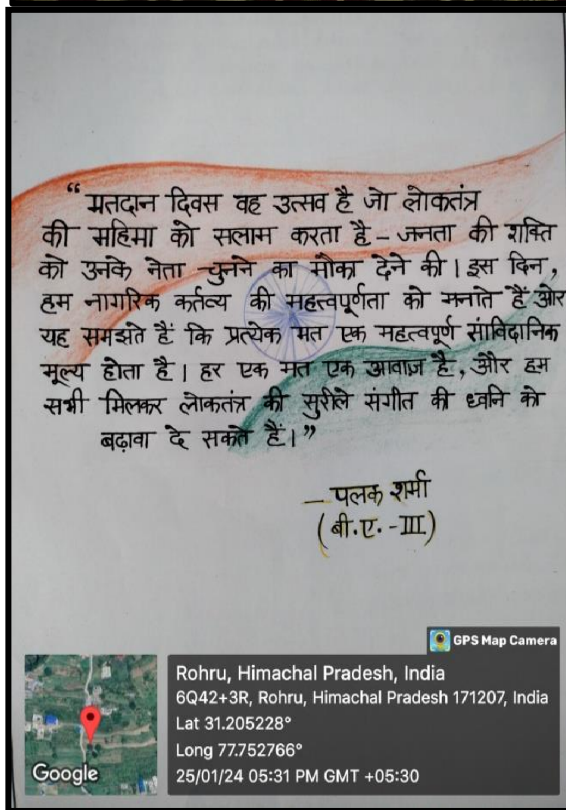 “मतदान दिवस वह उत्सव है जो लोकतंत्र
की महिमा को सलाम करता है - जनता की शक्ति
को उनके नेता चुनने का मौका देने की। इस दिन,
हम नागरिक कर्तव्य की महत्त्वपूर्णता को मनाते हैं और
यह समझते हैं कि प्रत्येक मत एक महत्वपूर्ण सांविदानिक
मूल्य होता है। हर एक मत एक आवाज़ है, और हम
सभी मिलकर लोकतंत्र की सुरीले संगीत की ध्वनि को
बढ़ावा दे सकते हैं।”
- पलक शर्मा
(बी.ए. -III)
GPS Map Camera
Rohru, Himachal Pradesh, India
6Q42+3R, Rohru, Himachal Pradesh 171207, India
Lat 31.205228°
Long 77.752766°
25/01/24 05:31 PM GMT +05:30
Google